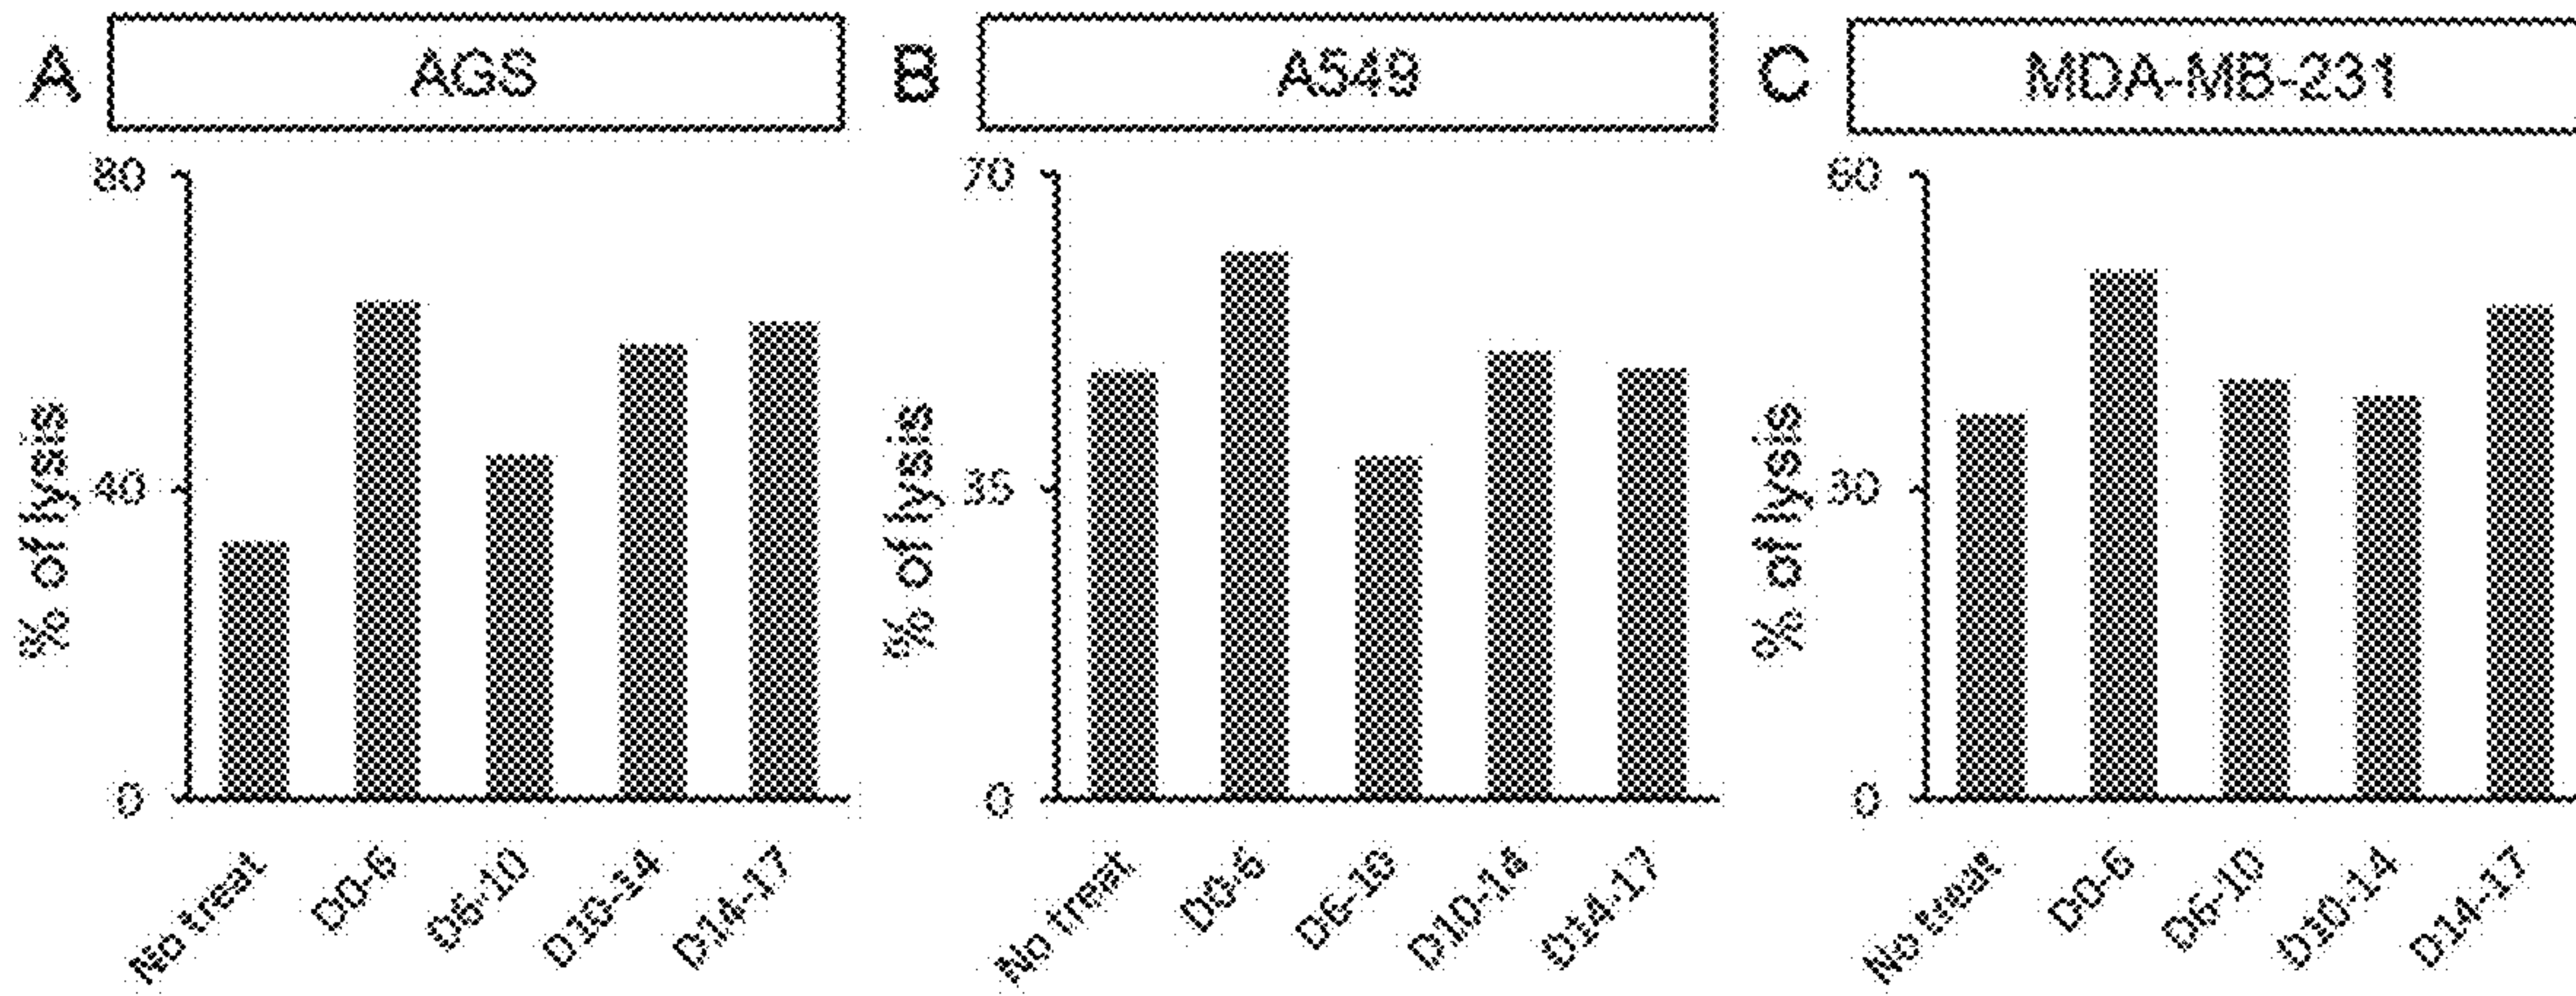 A
AGS
80
40
0
% of lysis
No treat
D0-6
D6-10
D10-14
D14-17
B
A549
70
35
0
% of lysis
No treat
D0-6
D6-10
D10-14
D14-17
C
MDA-MB-231
60
30
0
% of lysis
No treat
D0-6
D6-10
D10-14
D14-17